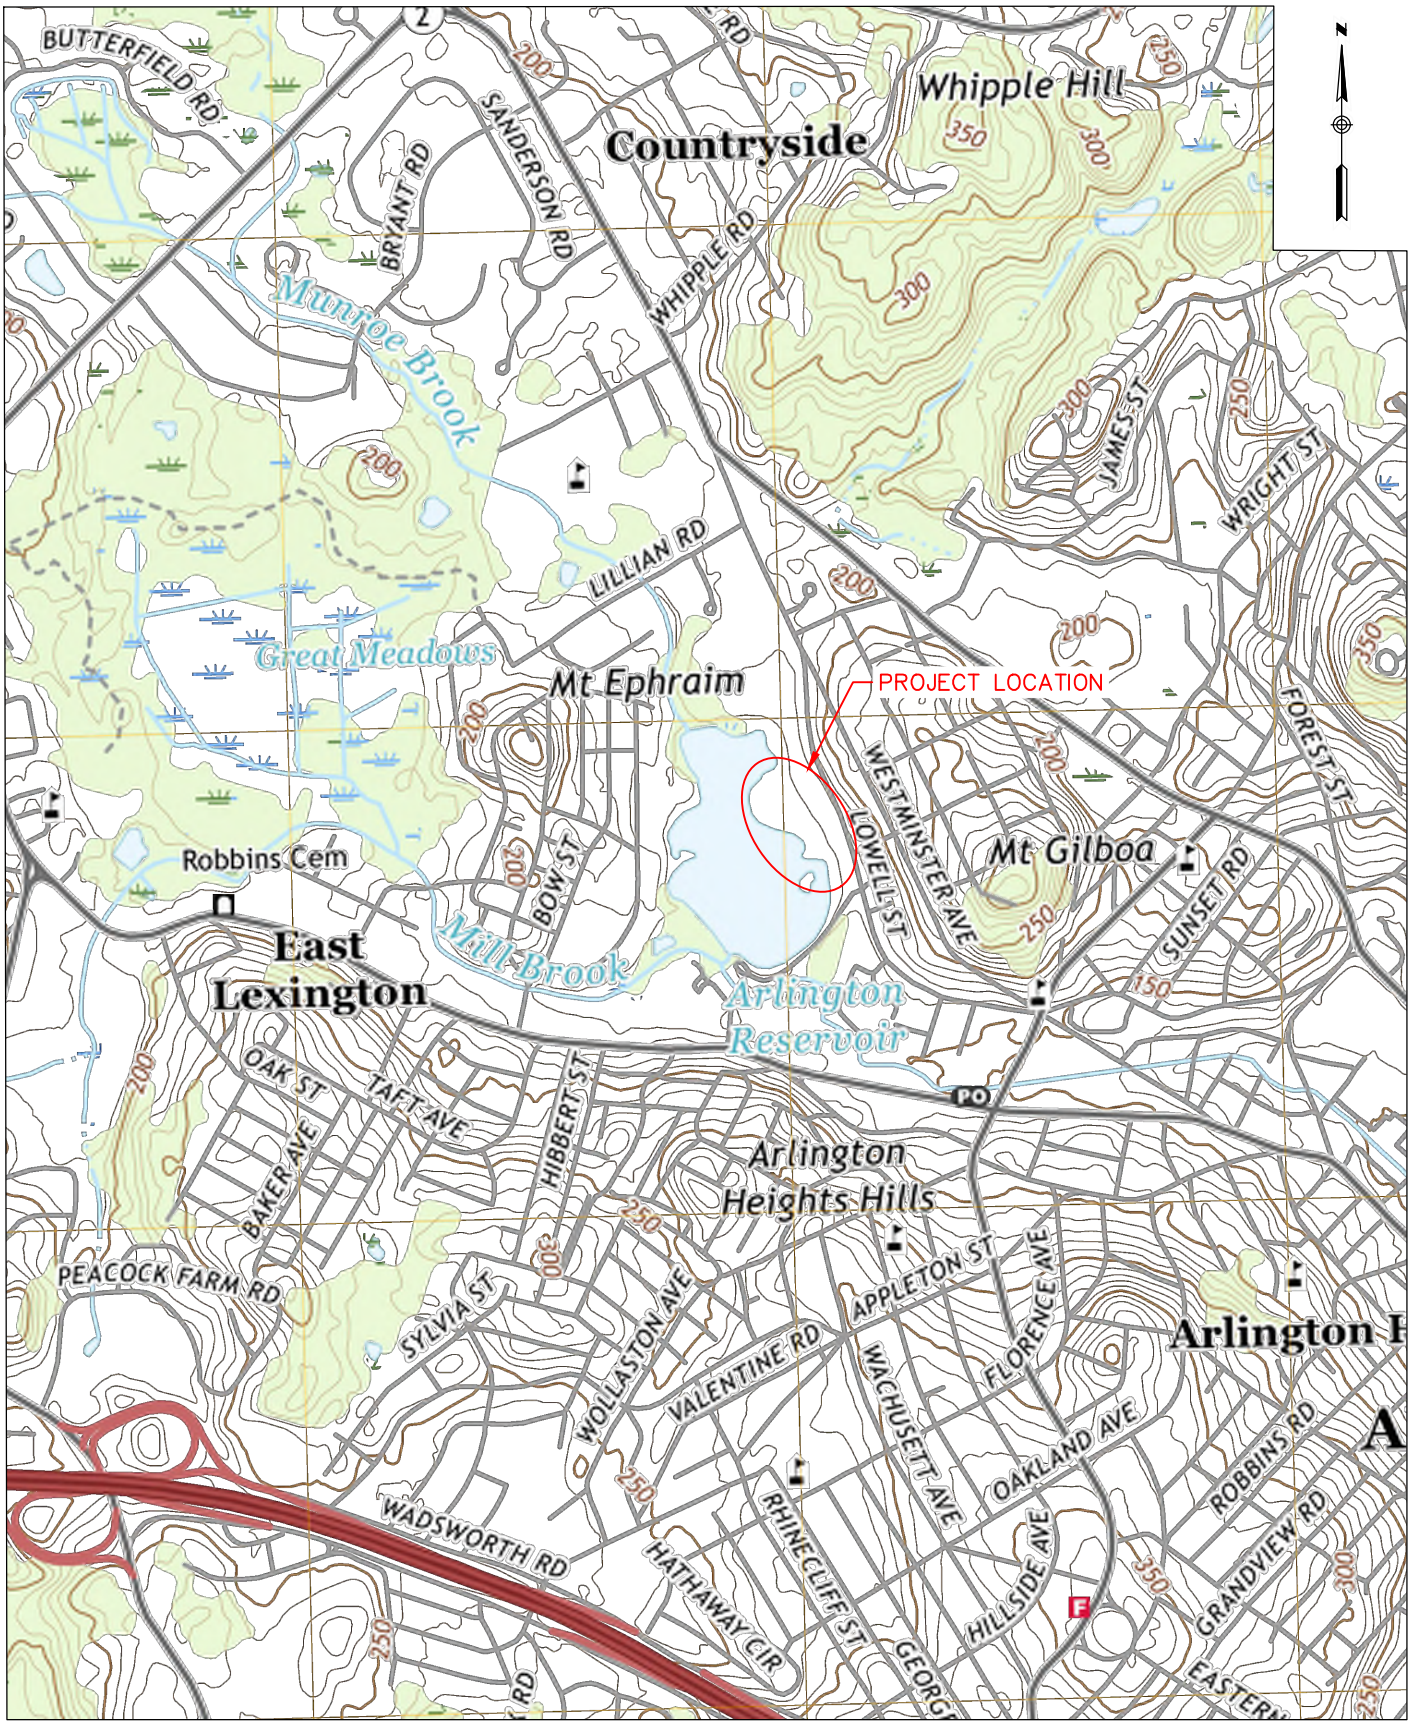 2
N
BUTTERFIELD RD
200
RD
250
Whipple Hill
350
300
Countryside
SANDERSON RD
BRYANT RD
WHIPPLE RD
Munroe Brook
300
300
JAMES ST
250
WRIGHT ST
200
LILLIAN RD
200
200
350
Great Meadows
Mt Ephraim
PROJECT LOCATION
200
FOREST ST
200
WESTMINSTER AVE
LOWELL ST
Mt Gilboa
Robbins Cem
200
BOW ST
SUNSET RD
250
East
Lexington
Mill Brook
150
Arlington
Reservoir
200
OAK ST
TAFT AVE
HIBBERT ST
PO
BAKER AVE
Arlington
Heights Hills
250
300
PEACOCK FARM RD
SYLVIA ST
WOLLASTON AVE
APPLETON ST
FLORENCE AVE
VALENTINE RD
Arlington H
WACHUSETT AVE
OAKLAND AVE
ROBBINS RD
A
250
WADSWORTH RD
RHINECLIFF ST
HATHAWAY CIR
HILLSIDE AVE
GRANDVIEW RD
350
300
F
250
RD
GEORG
EASTERN
250